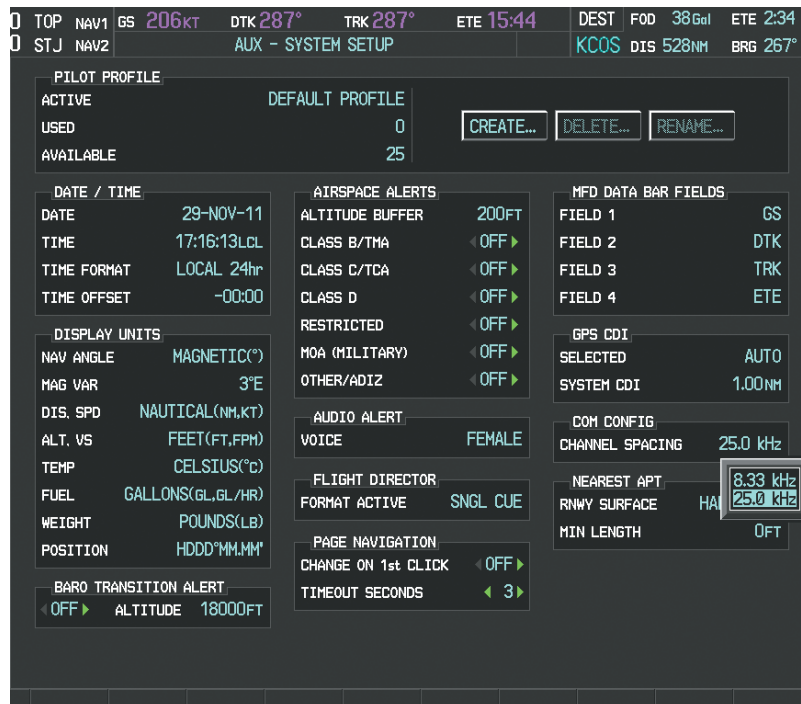 TOP NAV1 GS 206KT DTK 287° TRK 287° ETE 15:44 DEST FOD 38Gal ETE 2:34
STJ NAV2 AUX - SYSTEM SETUP KCOS DIS 528NM BRG 267°
PILOT PROFILE
ACTIVE DEFAULT PROFILE
USED 0
AVAILABLE 25
CREATE... DELETE... RENAME...
DATE / TIME
DATE 29-NOV-11
TIME 17:16:13LCL
TIME FORMAT LOCAL 24hr
TIME OFFSET -00:00
DISPLAY UNITS
NAV ANGLE MAGNETIC(°)
MAG VAR 3°E
DIS, SPD NAUTICAL(NM,KT)
ALT, VS FEET(FT,FPM)
TEMP CELSIUS(°C)
FUEL GALLONS(GL,GL/HR)
WEIGHT POUNDS(LB)
POSITION HDDD°MM.MM'
BARO TRANSITION ALERT
OFF ALTITUDE 18000FT
AIRSPACE ALERTS
ALTITUDE BUFFER 200FT
CLASS B/TMA OFF
CLASS C/TCA OFF
CLASS D OFF
RESTRICTED OFF
MOA (MILITARY) OFF
OTHER/ADIZ OFF
AUDIO ALERT
VOICE FEMALE
FLIGHT DIRECTOR
FORMAT ACTIVE SNGL CUE
PAGE NAVIGATION
CHANGE ON 1st CLICK OFF
TIMEOUT SECONDS 3
MFD DATA BAR FIELDS
FIELD 1 GS
FIELD 2 DTK
FIELD 3 TRK
FIELD 4 ETE
GPS CDI
SELECTED AUTO
SYSTEM CDI 1.00NM
COM CONFIG
CHANNEL SPACING 25.0 kHz
8.33 kHz
25.0 kHz
NEAREST APT
RNWY SURFACE
MIN LENGTH 0FT